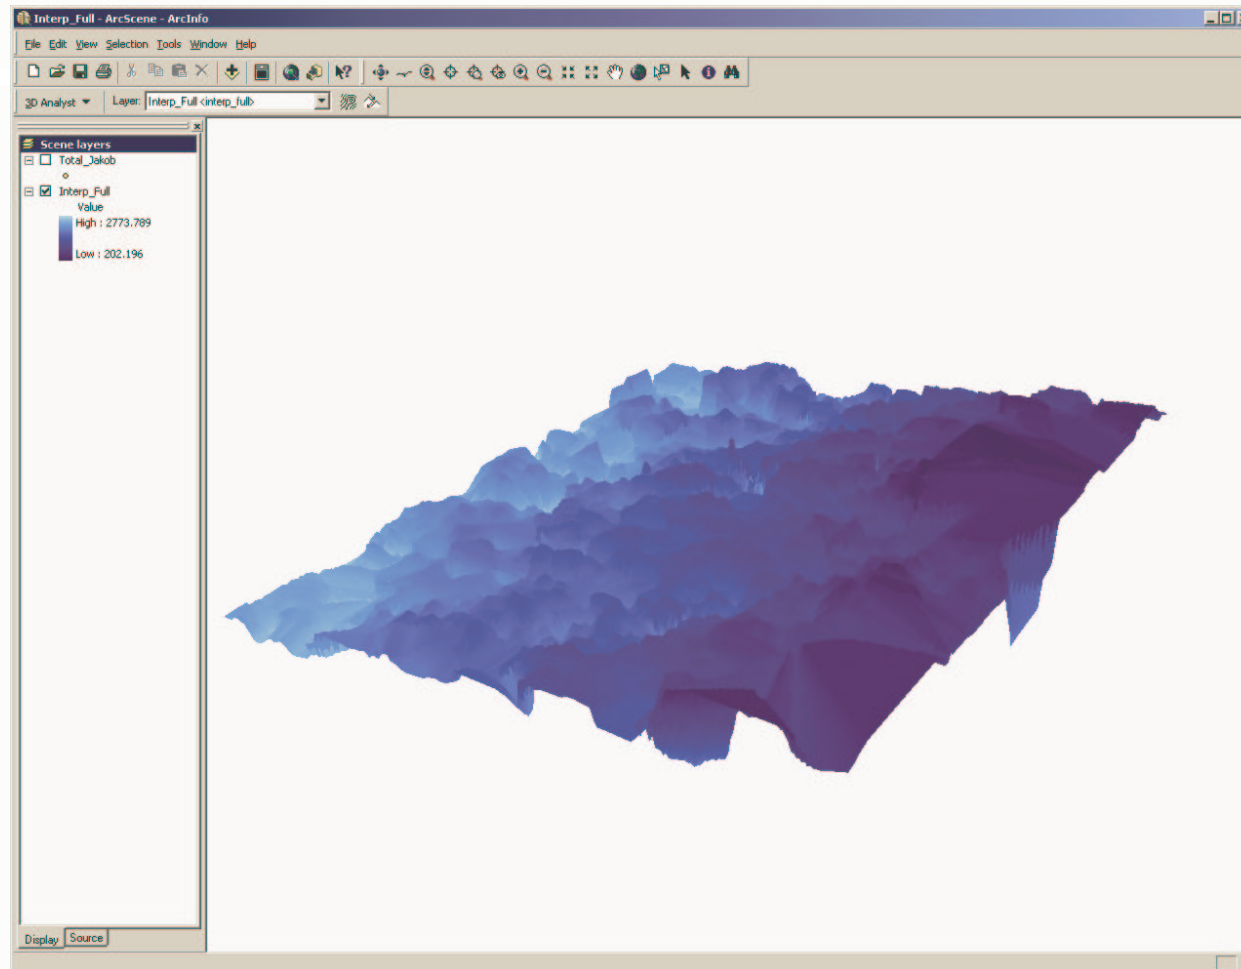 Interp_Full - ArcScene - ArcInfo
File Edit View Selection Tools Window Help
3D Analyst Layer: Interp_Full <interp_full>
Scene layers
Total_Jakob
Interp_Full
Value
High : 2773.789
Low : 202.196
Display Source